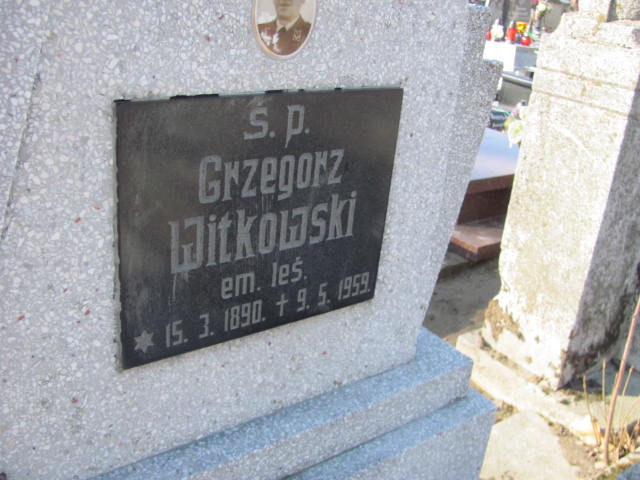 Ś. P.
Grzegorz
Witkowski
em. leś.
15. 3. 1890. † 9. 5. 1959.